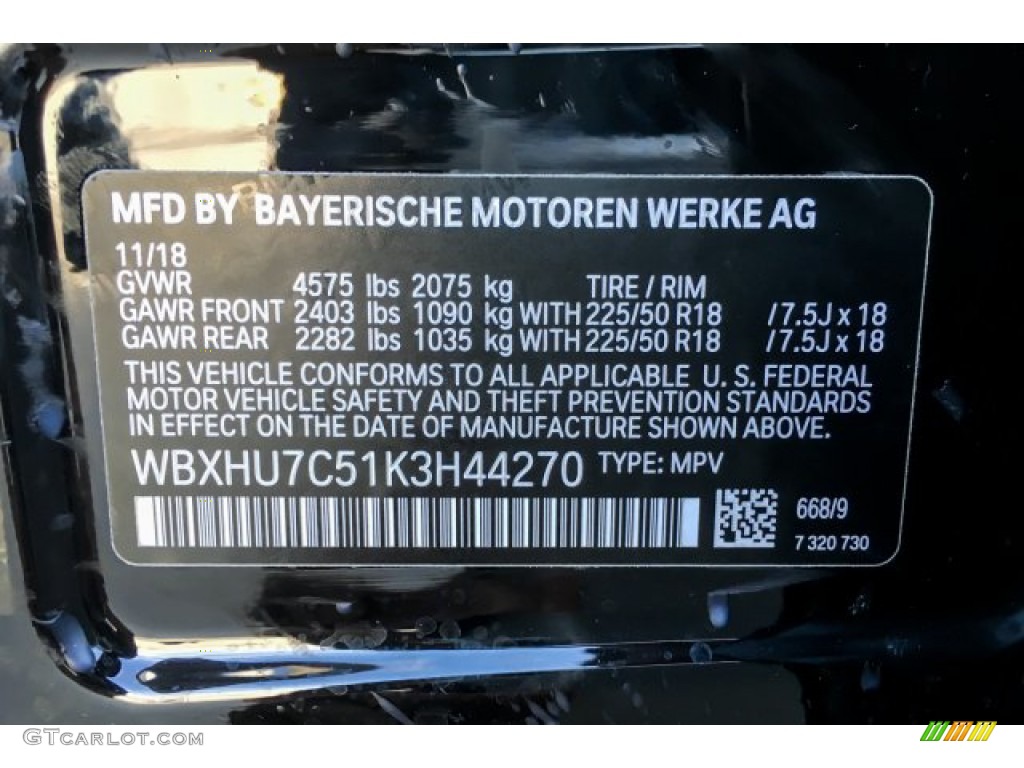 MFD BY BAYERISCHE MOTOREN WERKE AG
11/18
GVWR 4575 lbs 2075 kg TIRE / RIM
GAWR FRONT 2403 lbs 1090 kg WITH 225/50 R18 /7.5J x 18
GAWR REAR 2282 lbs 1035 kg WITH 225/50 R18 /7.5J x 18
THIS VEHICLE CONFORMS TO ALL APPLICABLE U. S. FEDERAL
MOTOR VEHICLE SAFETY AND THEFT PREVENTION STANDARDS
IN EFFECT ON THE DATE OF MANUFACTURE SHOWN ABOVE.
WBXHU7C51K3H44270 TYPE: MPV
668/9
7 320 730
GTCarLot.com